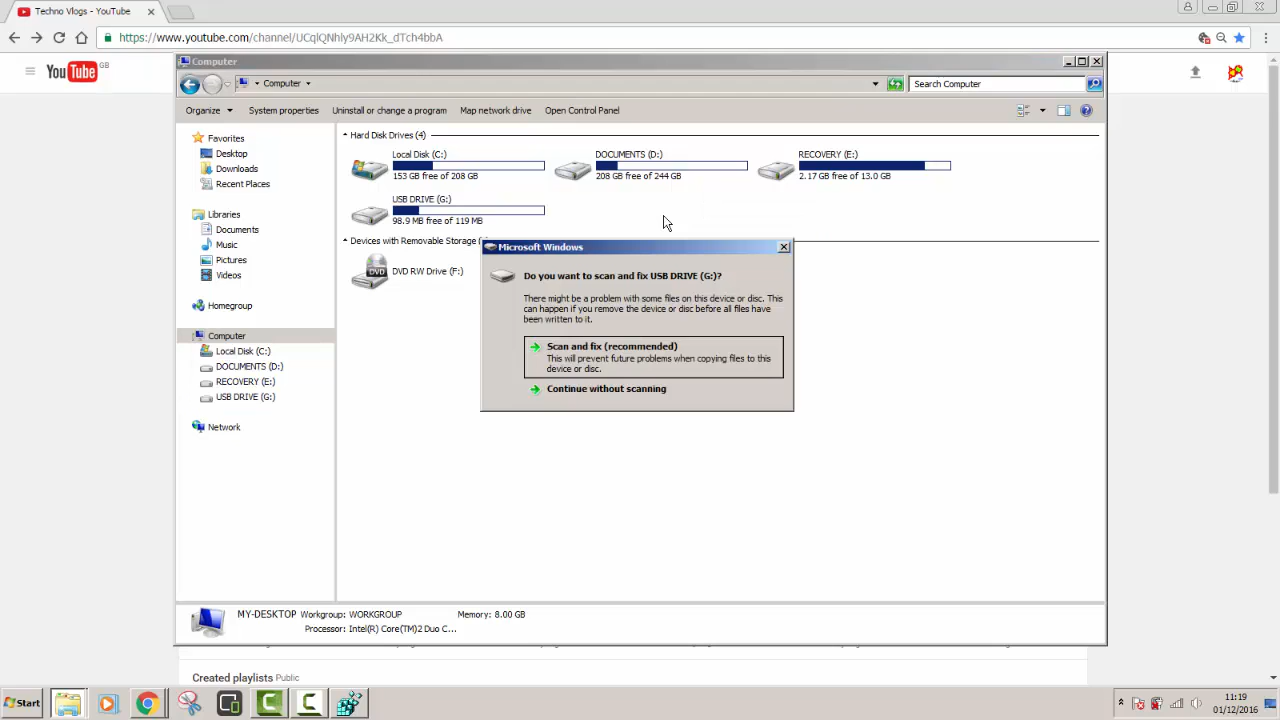 Techno Vlogs - YouTube
https://www.youtube.com/channel/UCqlQNhly9AH2Kk_dTch4bbA
YouTube GB
Computer
Computer
Search Computer
Organize
System properties
Uninstall or change a program
Map network drive
Open Control Panel
Favorites
Desktop
Downloads
Recent Places
Libraries
Documents
Music
Pictures
Videos
Homegroup
Computer
Local Disk (C:)
DOCUMENTS (D:)
RECOVERY (E:)
USB DRIVE (G:)
Network
Hard Disk Drives (4)
Local Disk (C:)
153 GB free of 208 GB
DOCUMENTS (D:)
208 GB free of 244 GB
RECOVERY (E:)
2.17 GB free of 13.0 GB
USB DRIVE (G:)
98.9 MB free of 119 MB
Devices with Removable Storage
DVD
DVD RW Drive (F:)
Microsoft Windows
Do you want to scan and fix USB DRIVE (G:)?
There might be a problem with some files on this device or disc. This
can happen if you remove the device or disc before all files have
been written to it.
Scan and fix (recommended)
This will prevent future problems when copying files to this
device or disc.
Continue without scanning
MY-DESKTOP Workgroup: WORKGROUP Memory: 8.00 GB
Processor: Intel(R) Core(TM)2 Duo C...
Created playlists Public
Start
11:19
01/12/2016